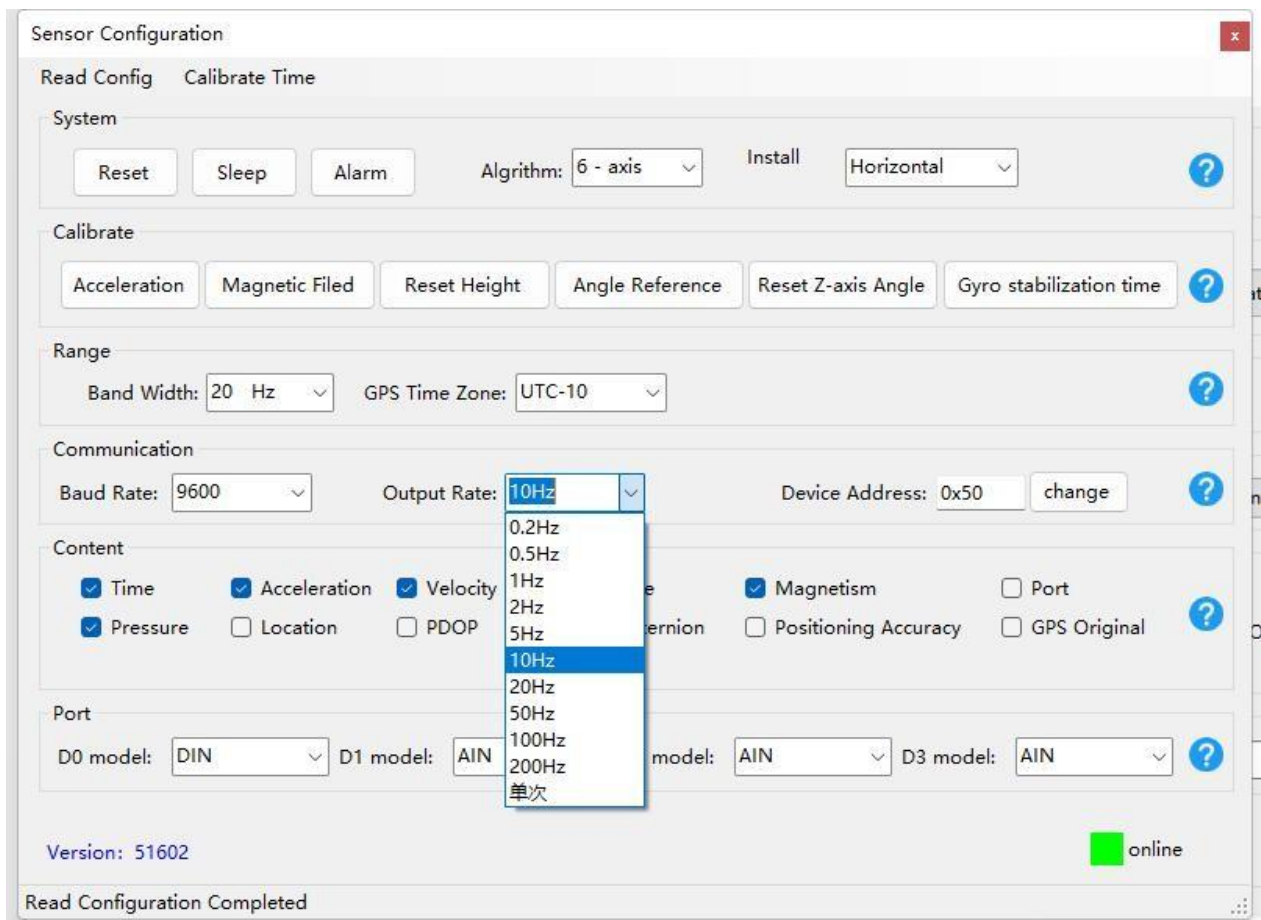 Sensor Configuration
x
Read Config Calibrate Time
System
Reset Sleep Alarm Algrithm: 6 - axis Install Horizontal ?
Calibrate
Acceleration Magnetic Filed Reset Height Angle Reference Reset Z-axis Angle Gyro stabilization time ?
Range
Band Width: 20 Hz GPS Time Zone: UTC-10 ?
Communication
Baud Rate: 9600 Output Rate: 10Hz Device Address: 0x50 change ?
0.2Hz
0.5Hz
1Hz
2Hz
5Hz
10Hz
20Hz
50Hz
100Hz
200Hz
单次
Content
Time Acceleration Velocity e Magnetism Port
Pressure Location PDOP ernion Positioning Accuracy GPS Original ?
Port
D0 model: DIN D1 model: AIN model: AIN D3 model: AIN ?
Version: 51602
online
Read Configuration Completed